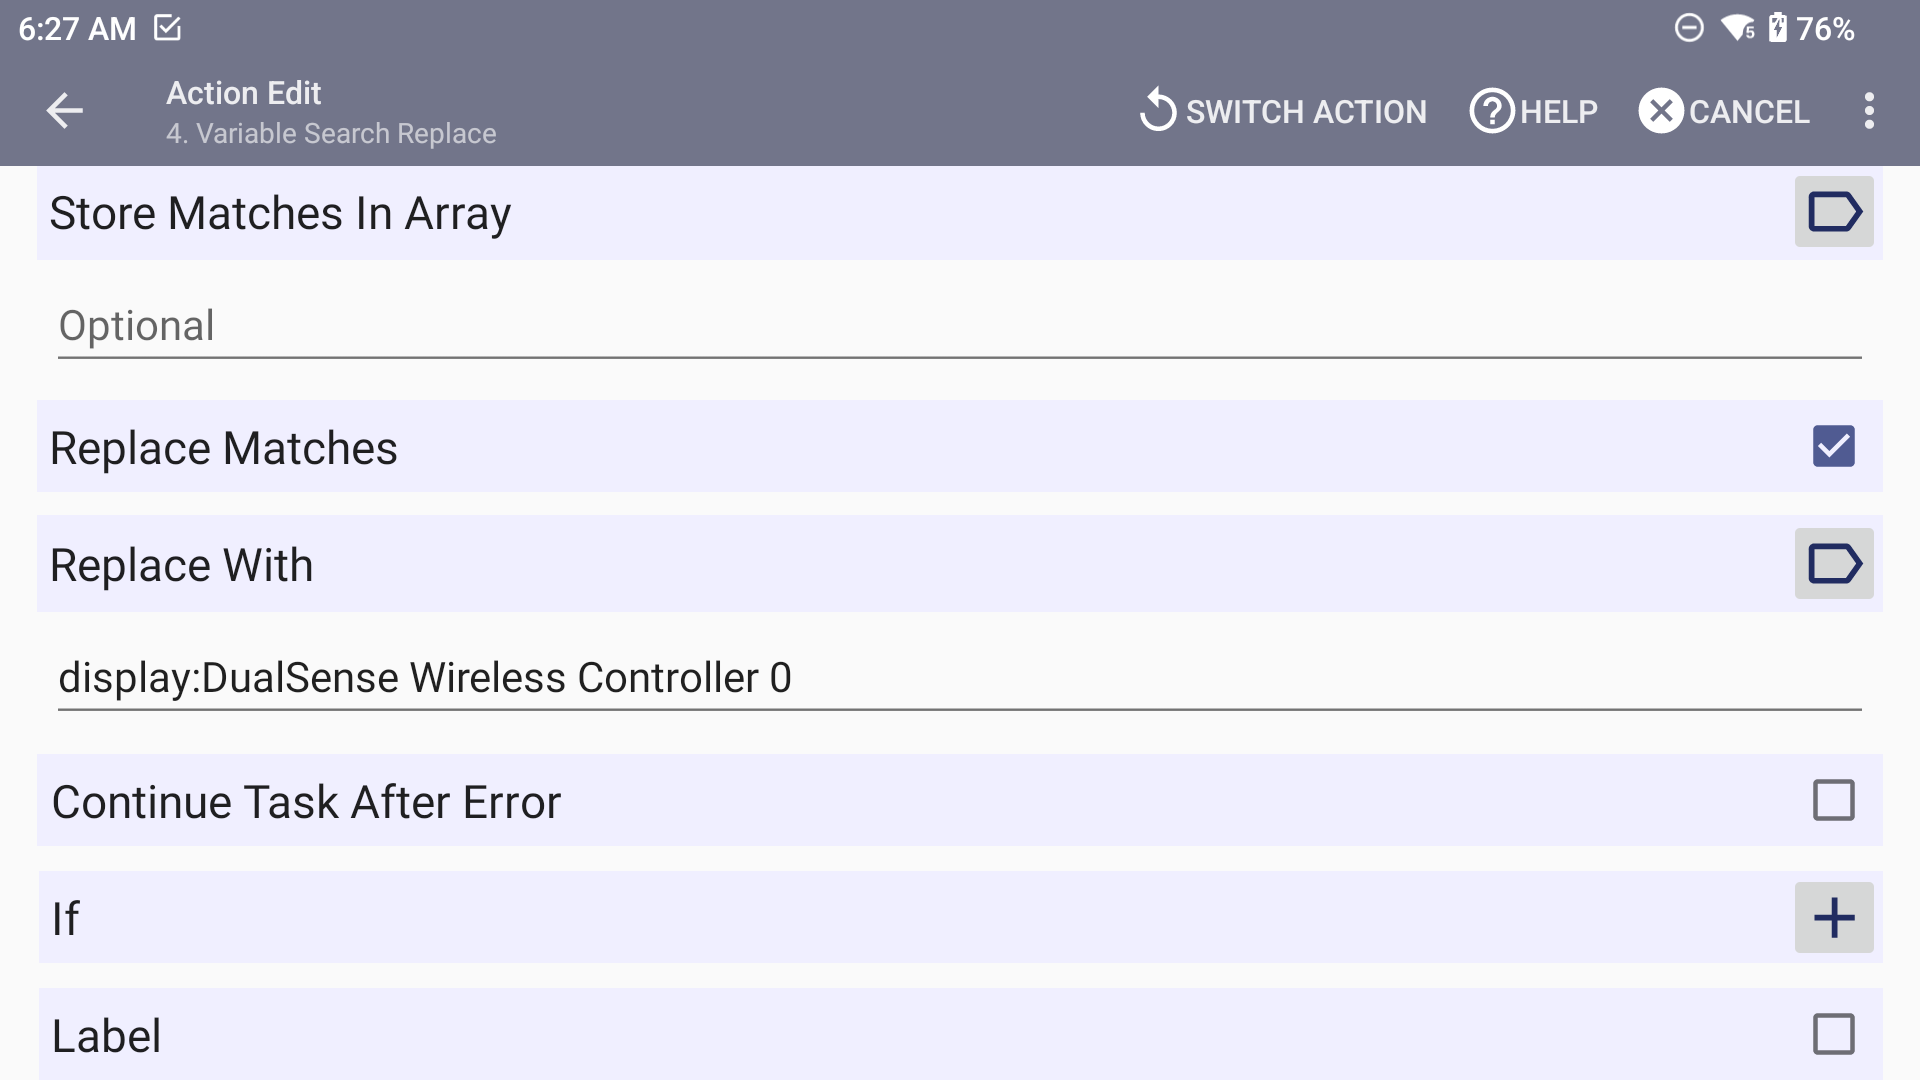 6:27 AM
5 76%
Action Edit
4. Variable Search Replace
SWITCH ACTION
HELP
CANCEL
Store Matches In Array
Optional
Replace Matches
Replace With
display:DualSense Wireless Controller 0
Continue Task After Error
If
Label